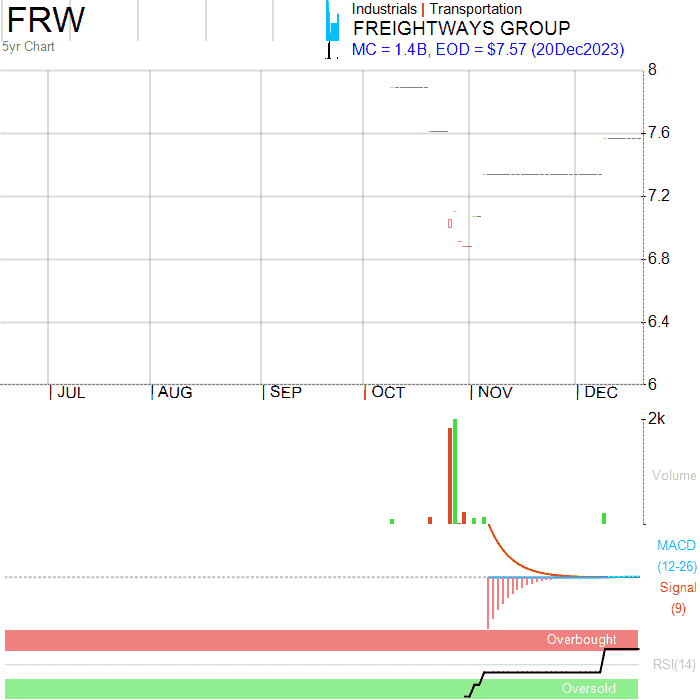 FRW
5yr Chart
Industrials | Transportation
FREIGHTWAYS GROUP
MC = 1.4B, EOD = $7.57 (20Dec2023)
8
7.6
7.2
6.8
6.4
6
JUL AUG SEP OCT NOV DEC
2k
Volume
MACD
(12-26)
Signal
(9)
Overbought
RSI(14)
Oversold